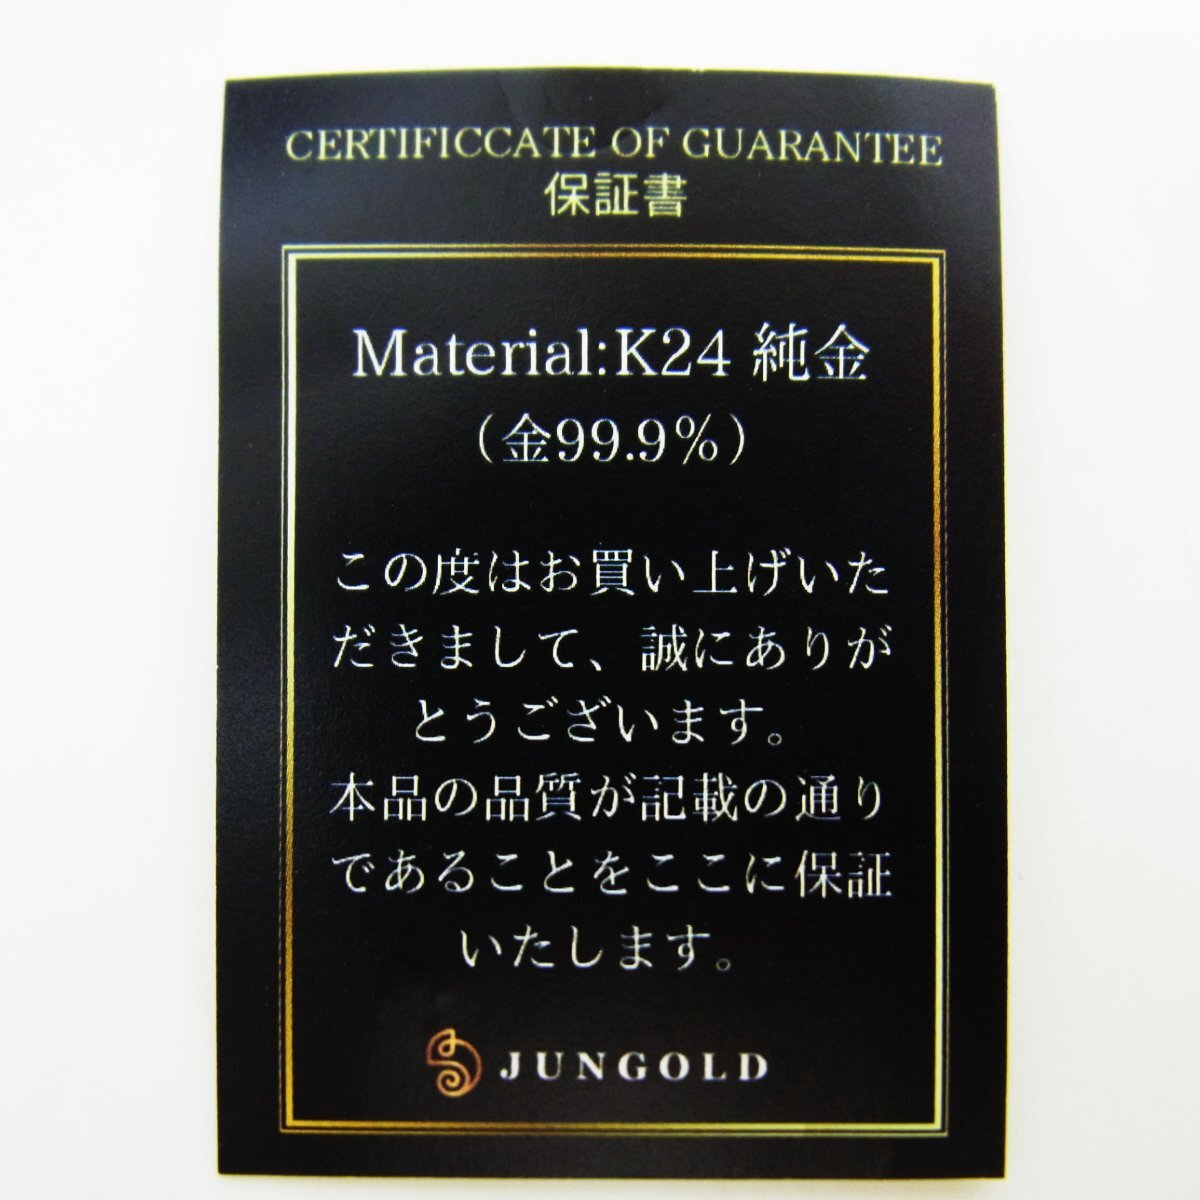 CERTIFICCATE OF GUARANTEE
保証書
Material:K24 純金
（金99.9%）
この度はお買い上げいた
だきまして、誠にありが
とうございます。
本品の品質が記載の通り
であることをここに保証
いたします。
JUNGOLD